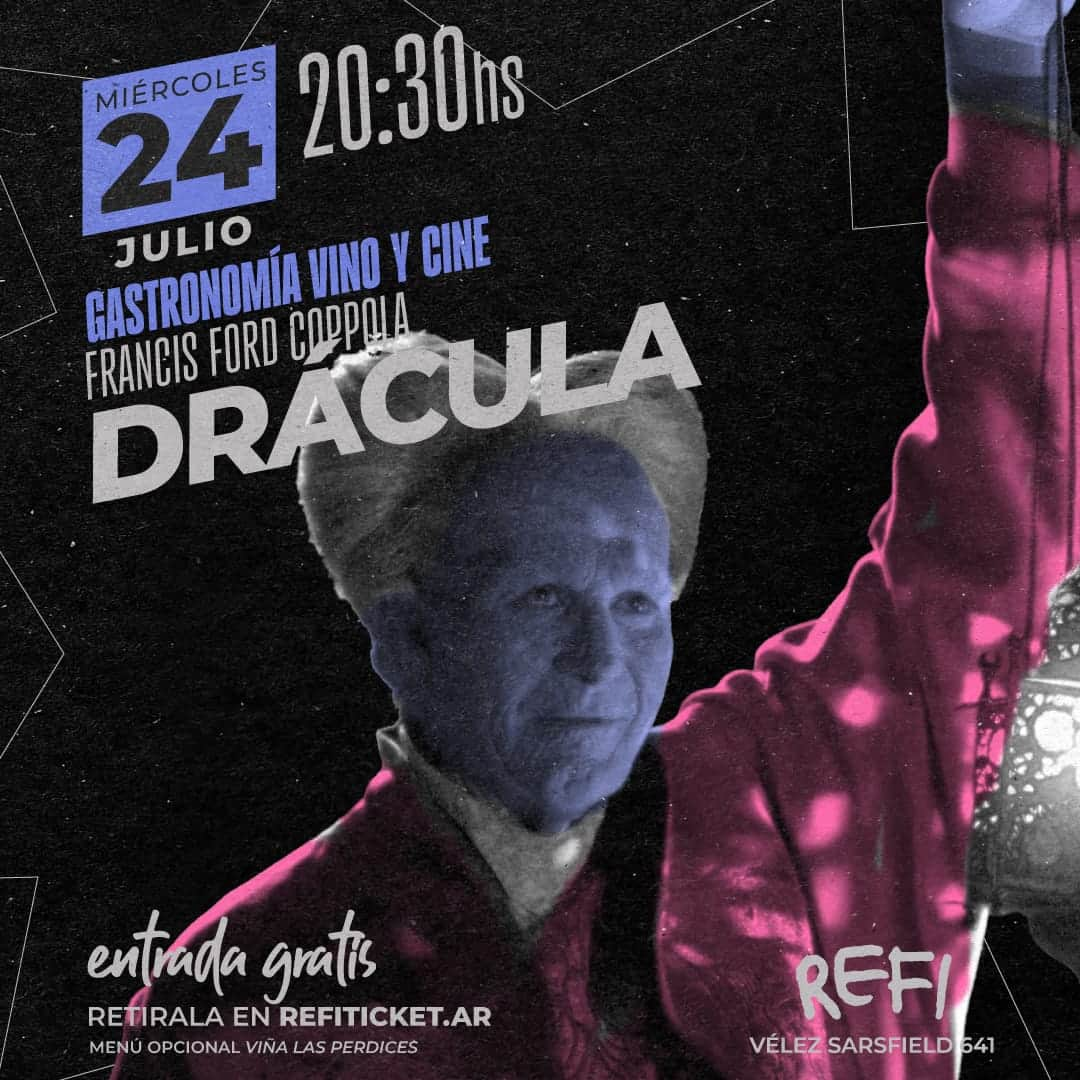 MIÉRCOLES
24
JULIO
20:30hs
GASTRONOMÍA VINO Y CINE
FRANCIS FORD COPPOLA
DRÁCULA
entrada gratis
RETIRALA EN REFITICKET.AR
MENÚ OPCIONAL VIÑA LAS PERDICES
REFI
VÉLEZ SARSFIELD 641